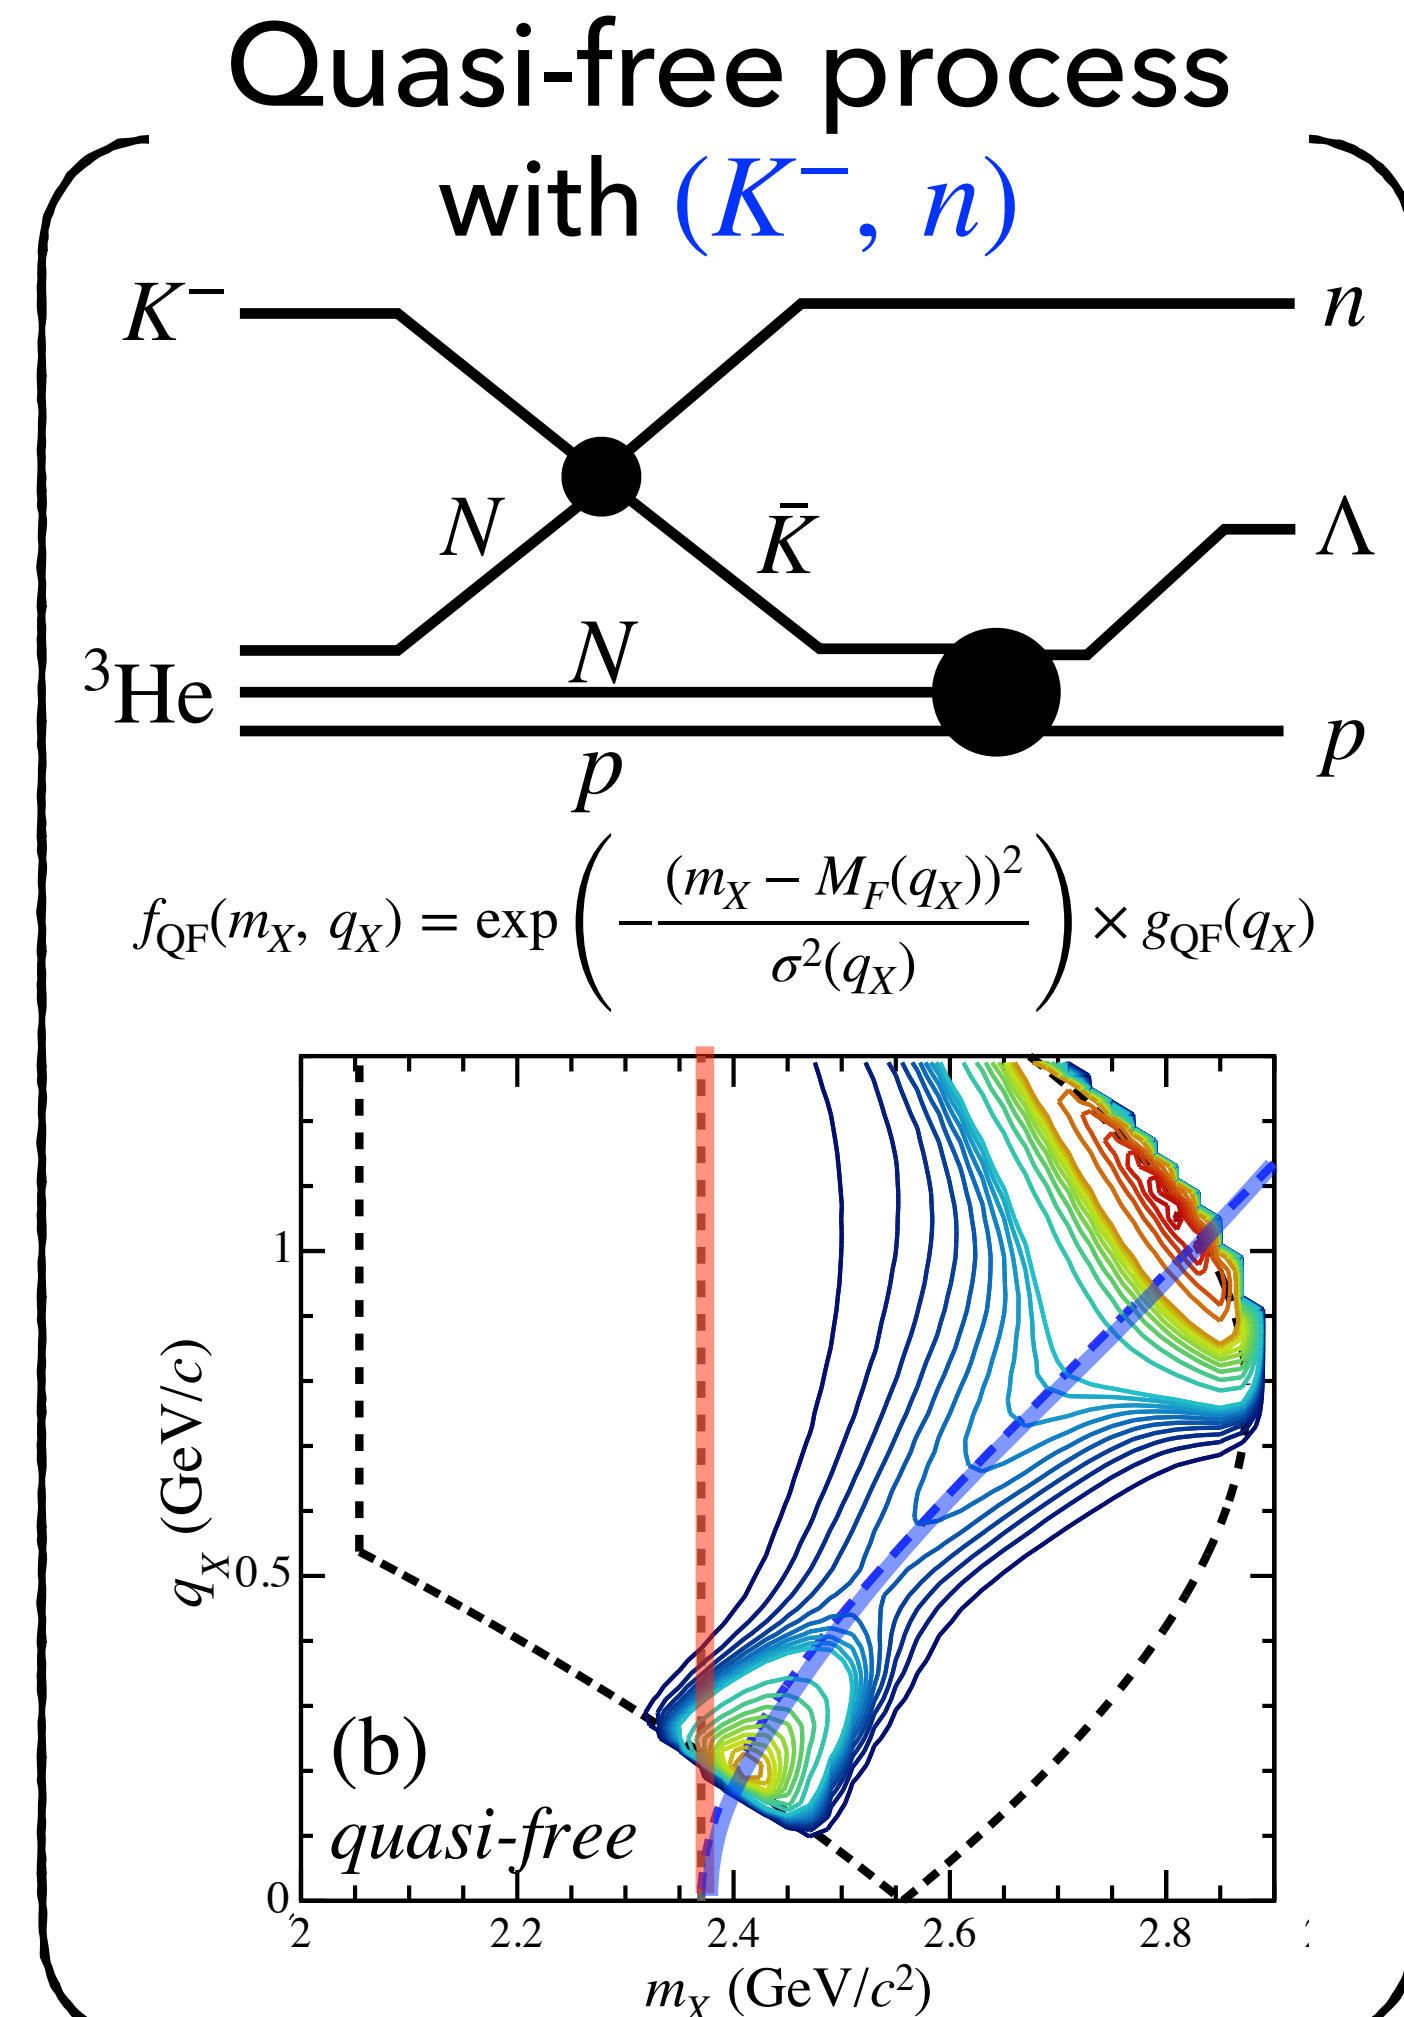 Quasi-free process
with (K⁻, n)
K⁻
n
N
K̄
Λ
N
³He
p
p
f_QF(m_X, q_X) = exp ( − (m_X − M_F(q_X))² / σ²(q_X) ) × g_QF(q_X)
1
q_X (GeV/c)
0.5
(b)
quasi-free
0
2 2.2 2.4 2.6 2.8
m_X (GeV/c²)